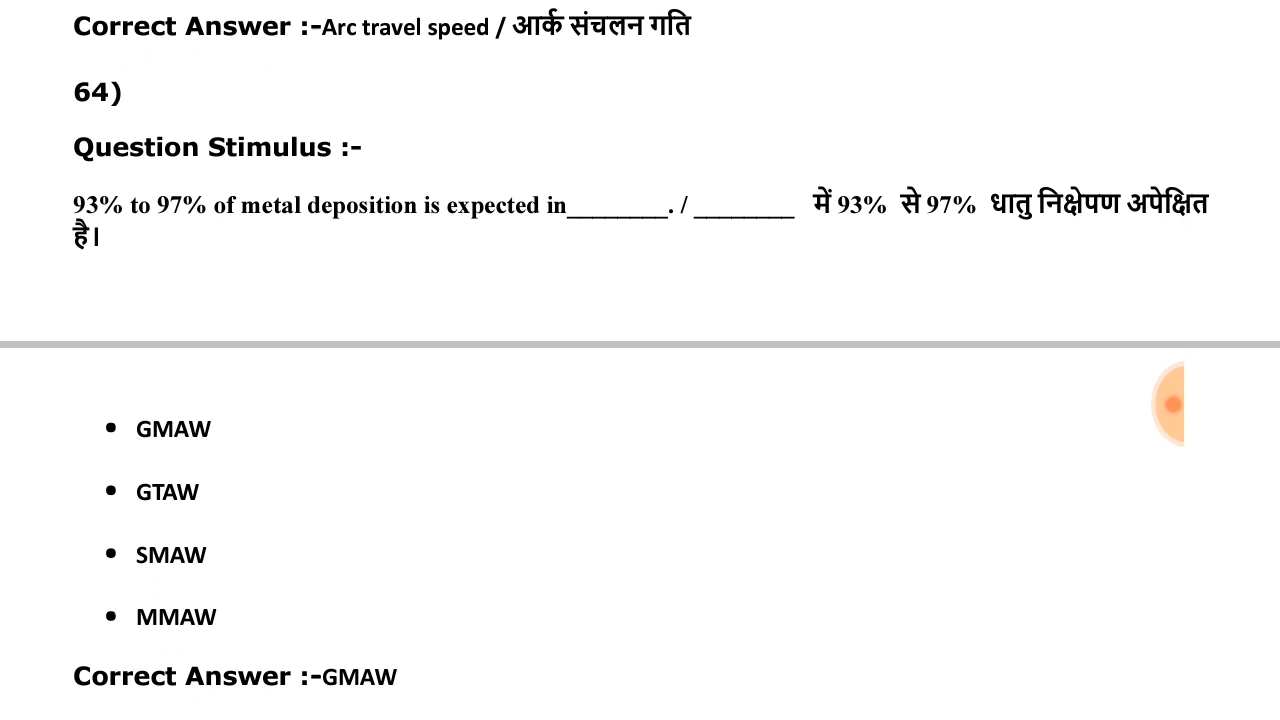 Correct Answer :-Arc travel speed / आर्क संचलन गति
64)
Question Stimulus :-
93% to 97% of metal deposition is expected in________. / ________ में 93% से 97% धातु निक्षेपण अपेक्षित
है।
• GMAW
• GTAW
• SMAW
• MMAW
Correct Answer :-GMAW